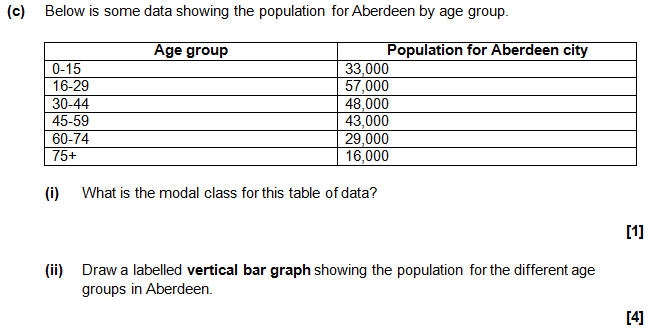 (c) Below is some data showing the population for Aberdeen by age group.
Age group Population for Aberdeen city
0-15 33,000
16-29 57,000
30-44 48,000
45-59 43,000
60-74 29,000
75+ 16,000
(i) What is the modal class for this table of data?
[1]
(ii) Draw a labelled vertical bar graph showing the population for the different age
groups in Aberdeen.
[4]